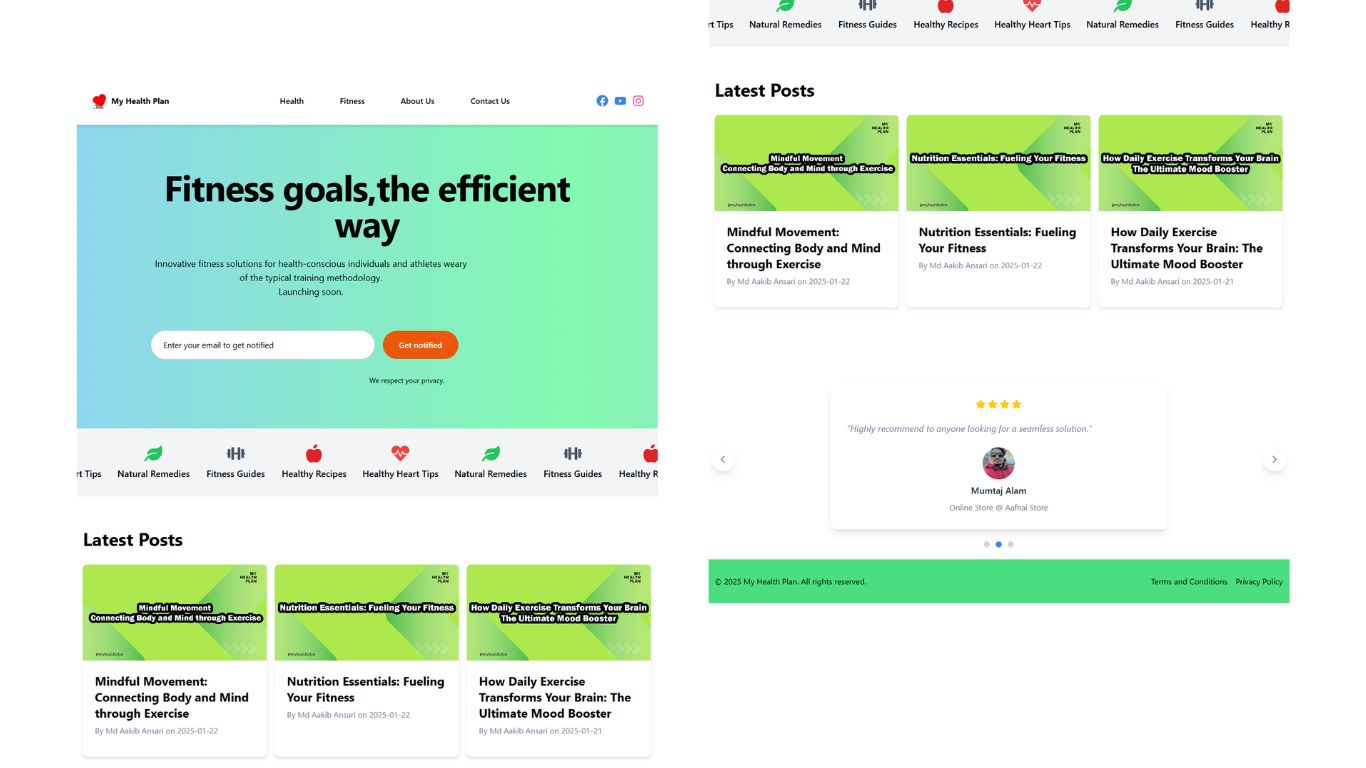 My Health Plan
Health
Fitness
About Us
Contact Us
Fitness goals,the efficient
way
Innovative fitness solutions for health-conscious individuals and athletes weary
of the typical training methodology.
Launching soon.
Enter your email to get notified
Get notified
We respect your privacy.
rt Tips
Natural Remedies
Fitness Guides
Healthy Recipes
Healthy Heart Tips
Natural Remedies
Fitness Guides
Healthy R
Latest Posts
MY
HEALTH
PLAN
Mindful Movement
Connecting Body and Mind through Exercise
@myhealthplan
Mindful Movement:
Connecting Body and Mind
through Exercise
By Md Aakib Ansari on 2025-01-22
MY
HEALTH
PLAN
Nutrition Essentials: Fueling Your Fitness
@myhealthplan
Nutrition Essentials: Fueling
Your Fitness
By Md Aakib Ansari on 2025-01-22
MY
HEALTH
PLAN
How Daily Exercise Transforms Your Brain
The Ultimate Mood Booster
@myhealthplan
How Daily Exercise
Transforms Your Brain: The
Ultimate Mood Booster
By Md Aakib Ansari on 2025-01-21
rt Tips
Natural Remedies
Fitness Guides
Healthy Recipes
Healthy Heart Tips
Natural Remedies
Fitness Guides
Healthy R
Latest Posts
MY
HEALTH
PLAN
Mindful Movement
Connecting Body and Mind through Exercise
@myhealthplan
Mindful Movement:
Connecting Body and Mind
through Exercise
By Md Aakib Ansari on 2025-01-22
MY
HEALTH
PLAN
Nutrition Essentials: Fueling Your Fitness
@myhealthplan
Nutrition Essentials: Fueling
Your Fitness
By Md Aakib Ansari on 2025-01-22
MY
HEALTH
PLAN
How Daily Exercise Transforms Your Brain
The Ultimate Mood Booster
@myhealthplan
How Daily Exercise
Transforms Your Brain: The
Ultimate Mood Booster
By Md Aakib Ansari on 2025-01-21
"Highly recommend to anyone looking for a seamless solution."
Mumtaj Alam
Online Store @ Aafnai Store
© 2025 My Health Plan. All rights reserved.
Terms and Conditions
Privacy Policy